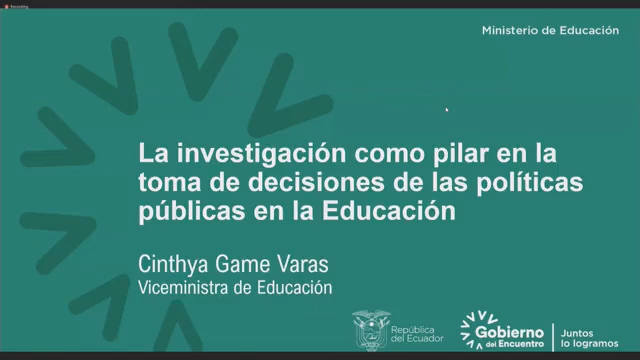 Recording
Ministerio de Educación
La investigación como pilar en la
toma de decisiones de las políticas
públicas en la Educación
Cinthya Game Varas
Viceministra de Educación
República
del Ecuador
Gobierno
del Encuentro
Juntos
lo logramos